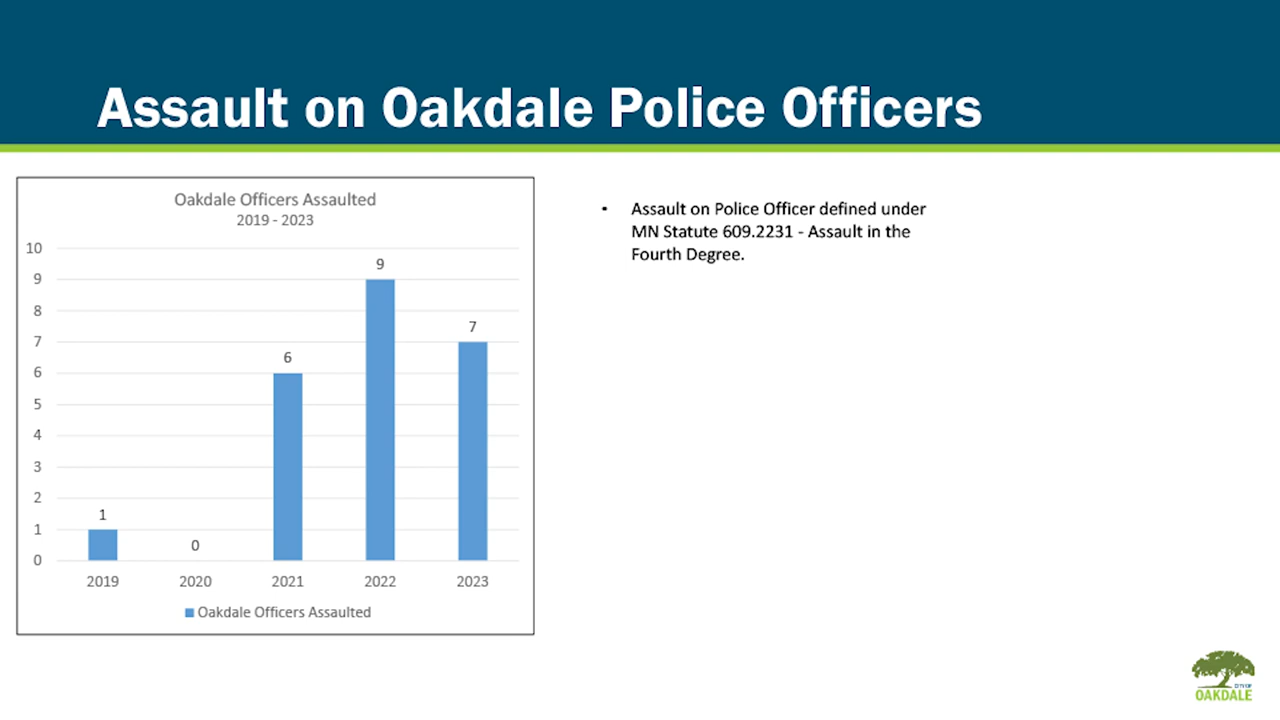 Assault on Oakdale Police Officers
Oakdale Officers Assaulted
2019 - 2023
10
9
8
7
6
5
4
3
2
1
0
1
0
6
9
7
2019 2020 2021 2022 2023
Oakdale Officers Assaulted
• Assault on Police Officer defined under
MN Statute 609.2231 - Assault in the
Fourth Degree.
CITY OF
OAKDALE